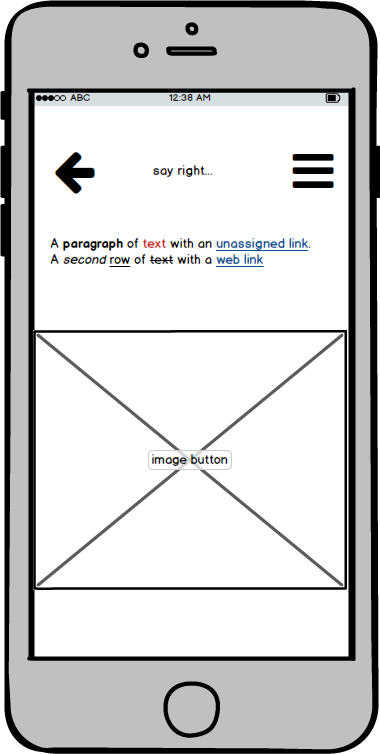 ABC 12:38 AM
say right...
A paragraph of text with an unassigned link.
A second row of text with a web link
image button